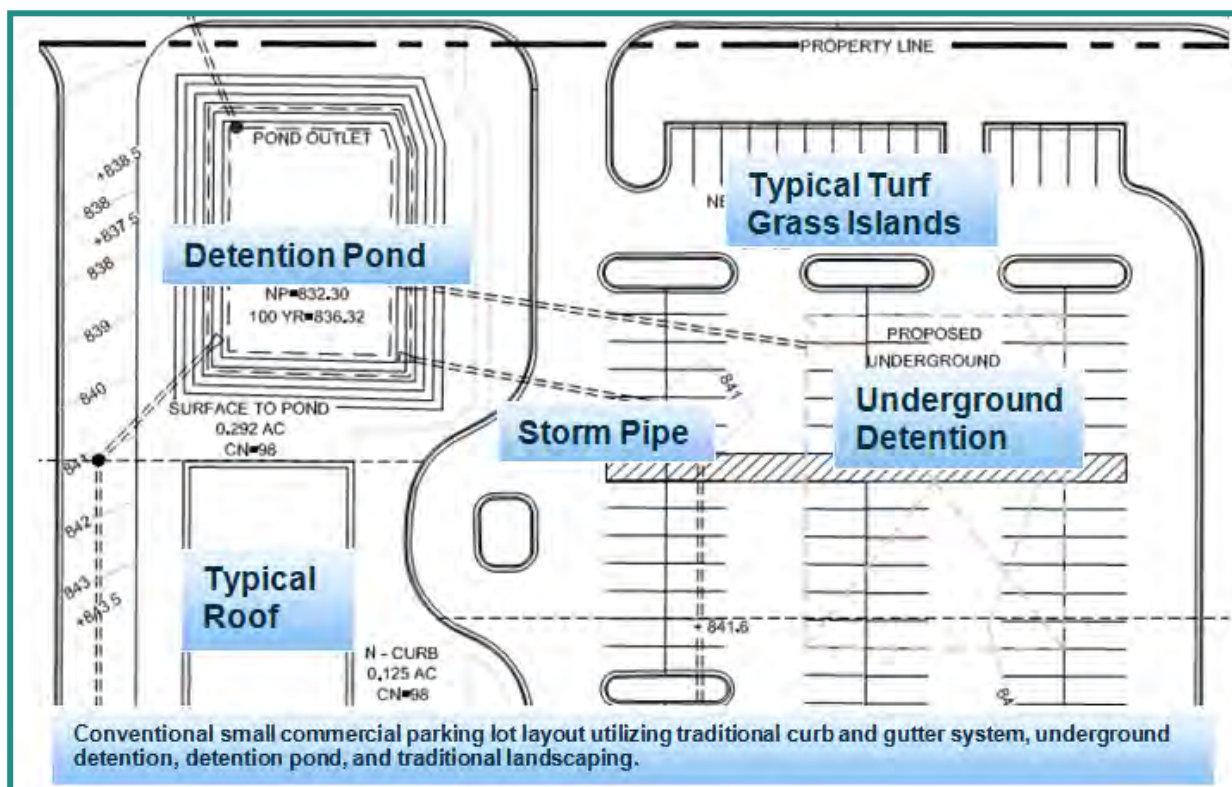 PROPERTY LINE
POND OUTLET
+838.5
838
+837.5
838
839
840
841
842
843
+843.5
Typical Turf
Grass Islands
Detention Pond
NP=832.30
100 YR=836.32
PROPOSED
UNDERGROUND
841
Underground
Detention
SURFACE TO POND
0.292 AC
CN=98
Storm Pipe
Typical
Roof
841.6
N - CURB
0.125 AC
CN=98
Conventional small commercial parking lot layout utilizing traditional curb and gutter system, underground
detention, detention pond, and traditional landscaping.